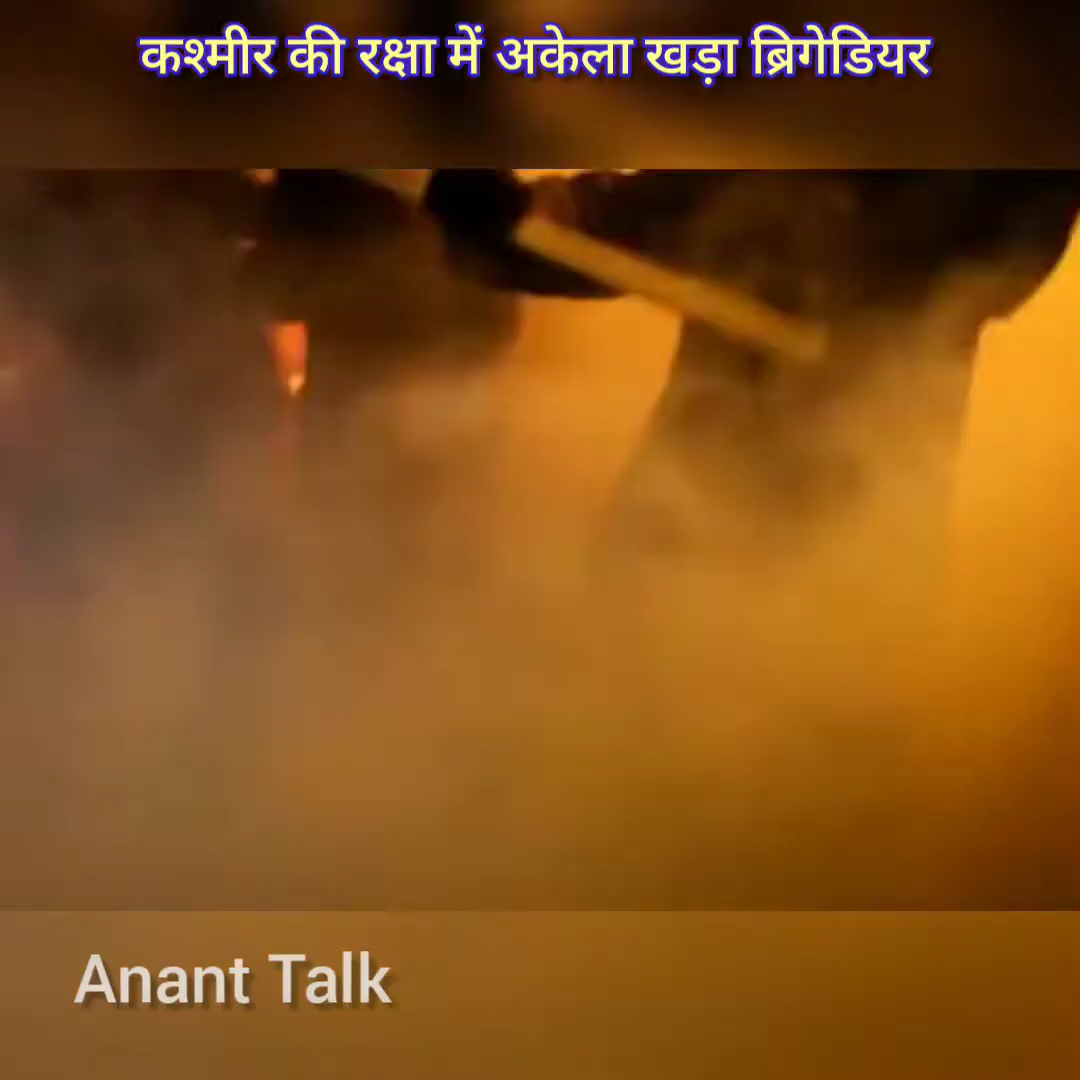 कश्मीर की रक्षा में अकेला खड़ा ब्रिगेडियर
Anant Talk